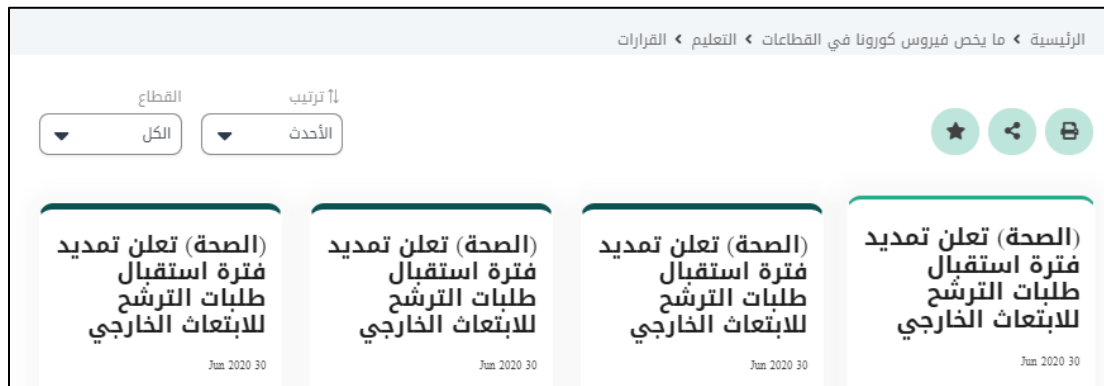 الرئيسية › ما يخص فيروس كورونا في القطاعات › التعليم › القرارات
ترتيب
القطاع
الأحدث
الكل
(الصحة) تعلن تمديد
فترة استقبال
طلبات الترشح
للابتعاث الخارجي
30 Jun 2020
(الصحة) تعلن تمديد
فترة استقبال
طلبات الترشح
للابتعاث الخارجي
30 Jun 2020
(الصحة) تعلن تمديد
فترة استقبال
طلبات الترشح
للابتعاث الخارجي
30 Jun 2020
(الصحة) تعلن تمديد
فترة استقبال
طلبات الترشح
للابتعاث الخارجي
30 Jun 2020